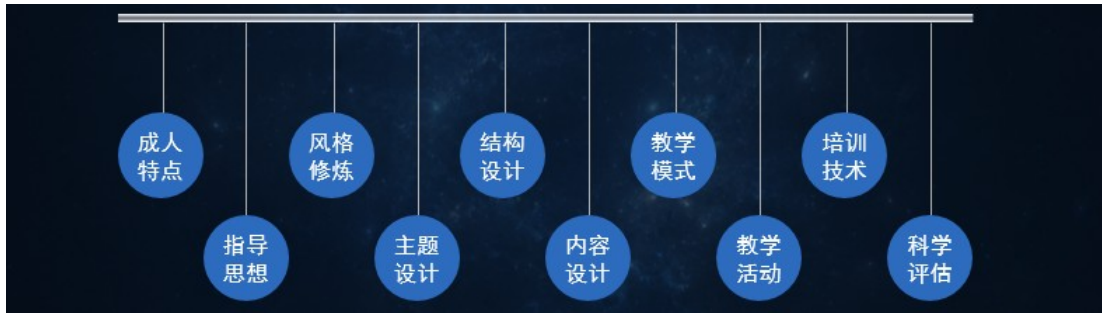 成人
特点
指导
思想
风格
修炼
主题
设计
结构
设计
内容
设计
教学
模式
教学
活动
培训
技术
科学
评估